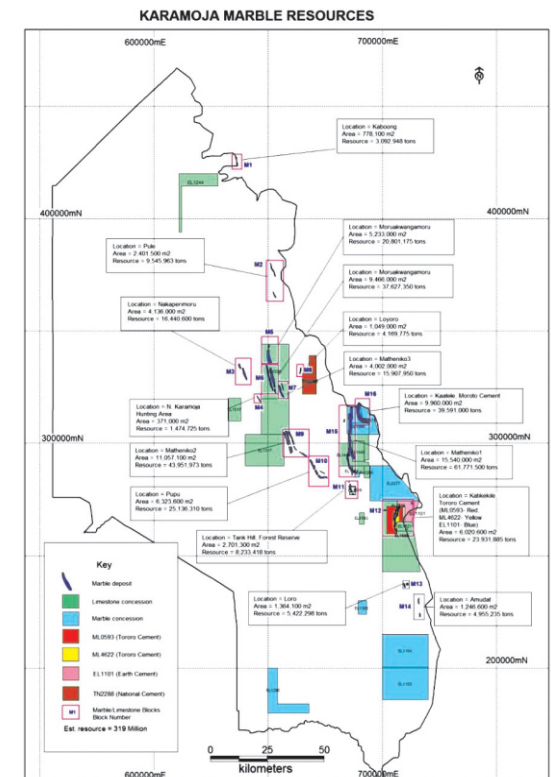 KARAMOJA MARBLE RESOURCES
600000mE
700000mE
N
Location = Kaboong
Area = 778,100 m2
Resource = 3,092,948 tons
M1
EL1244
400000mN
400000mN
Location = Moruakwangamoru
Area = 5,233,000 m2
Resource = 20,801,175 tons
Location = Pule
Area = 2,401,500 m2
Resource = 9,545,963 tons
M2
Location = Moruakwangamoru
Area = 9,466,000 m2
Resource = 37,627,350 tons
Location = Nakapenmoru
Area = 4,136,000 m2
Resource = 16,440,600 tons
Location = Loyoro
Area = 1,049,000 m2
Resource = 4,169,775 tons
M5
Location = Matheniko3
Area = 4,002,000 m2
Resource = 15,907,950 tons
M3
M6
M8
M7
M4
Location = Kaatele, Moroto Cement
Area = 9,960,000 m2
Resource = 39,591,000 tons
M16
Location = N. Karamoja
Hunting Area
Area = 371,000 m2
Resource = 1,474,725 tons
M15
300000mN
300000mN
M9
Location = Matheniko2
Area = 11,057,100 m2
Resource = 43,951,973 tons
Location = Matheniko1
Area = 15,540,000 m2
Resource = 61,771,500 tons
M10
Location = Pupu
Area = 6,323,600 m2
Resource = 25,136,310 tons
M11
Location = Kabkekile
Tororo Cement
(ML0593- Red,
ML4622- Yellow
EL1101- Blue)
Area = 6,020,600 m2
Resource = 23,931,885 tons
M12
EL1101
Location = Tank Hill, Forest Reserve
Area = 2,701,300 m2
Resource = 8,233,418 tons
Key
Marble deposit
Limestone concession
Marble concession
ML0593 (Tororo Cement)
ML4622 (Tororo Cement)
EL1101 (Earth Cement)
TN2288 (National Cement)
M1
Marble/Limestone Blocks
Block Number
Est. resource = 319 Million
M13
Location = Loro
Area = 1,364,100 m2
Resource = 5,422,298 tons
M14
Location = Amudat
Area = 1,246,600 m2
Resource = 4,955,235 tons
200000mN
0 25 50
kilometers
600000mE
700000mE